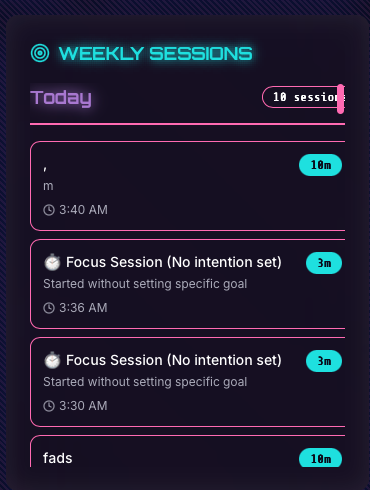 WEEKLY SESSIONS
Today
10 session
,
10m
m
3:40 AM
Focus Session (No intention set)
3m
Started without setting specific goal
3:36 AM
Focus Session (No intention set)
3m
Started without setting specific goal
3:30 AM
fads
10m